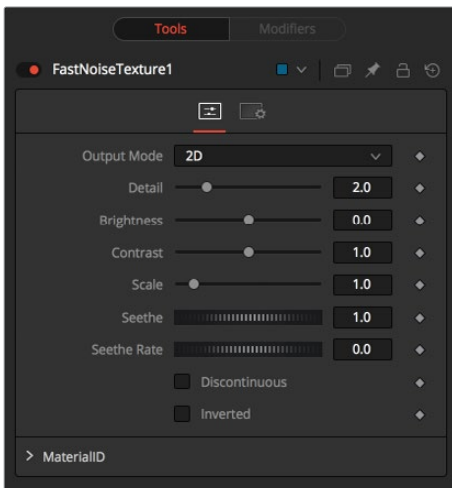 Tools Modifiers
FastNoiseTexture1
Output Mode 2D
Detail 2.0
Brightness 0.0
Contrast 1.0
Scale 1.0
Seethe 1.0
Seethe Rate 0.0
Discontinuous
Inverted
MaterialID